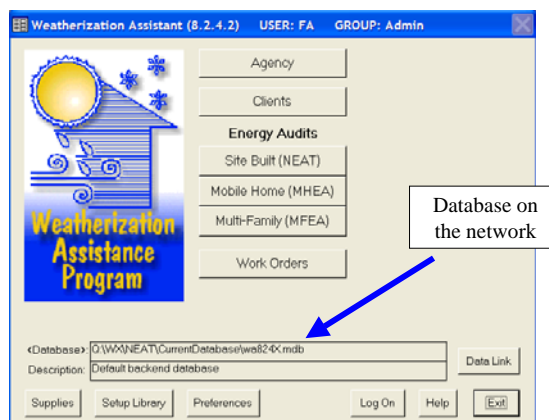 Weatherization Assistant (8.2.4.2) USER: FA GROUP: Admin
Agency
Clients
Energy Audits
Site Built (NEAT)
Mobile Home (MHEA)
Multi-Family (MFEA)
Work Orders
Weatherization
Assistance
Program
Database on
the network
<Database>: Q:\WX\NEAT\CurrentDatabase\wa824X.mdb
Description: Default backend database
Data Link
Supplies Setup Library Preferences Log On Help Exit